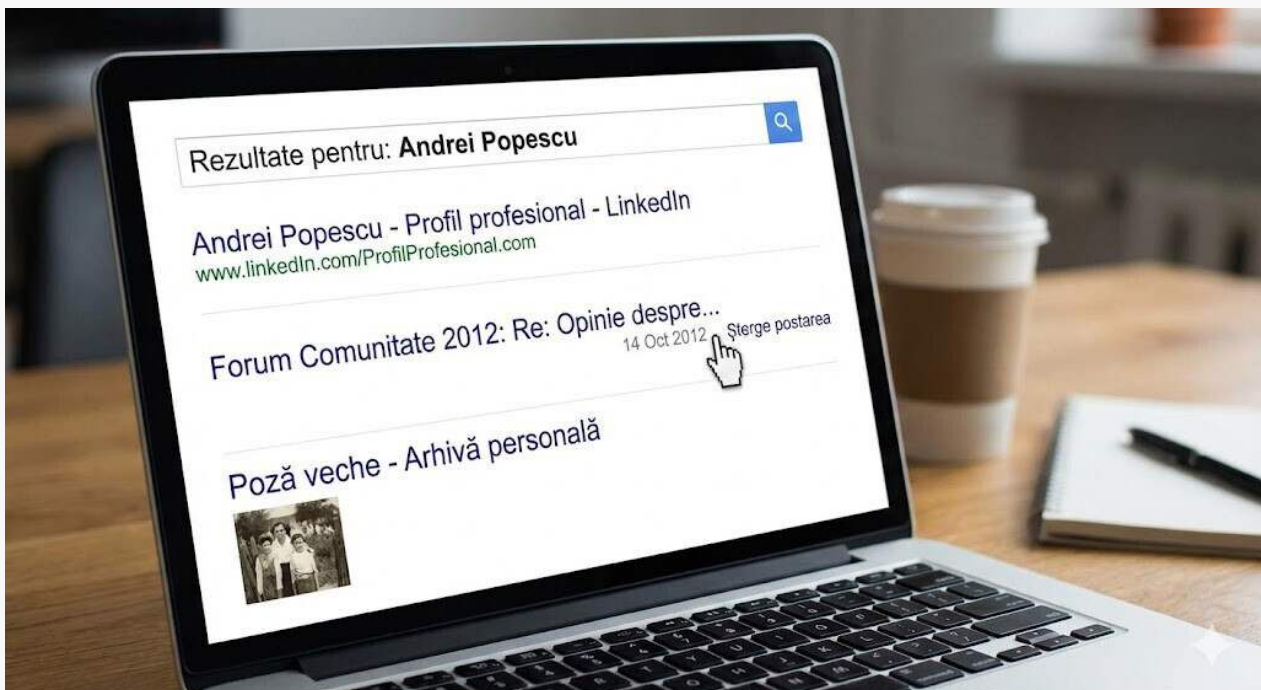 Rezultate pentru: Andrei Popescu
Andrei Popescu - Profil profesional - LinkedIn
www.linkedIn.com/ProfilProfesional.com
Forum Comunitate 2012: Re: Opinie despre...
14 Oct 2012
Șterge postarea
Poză veche - Arhivă personală